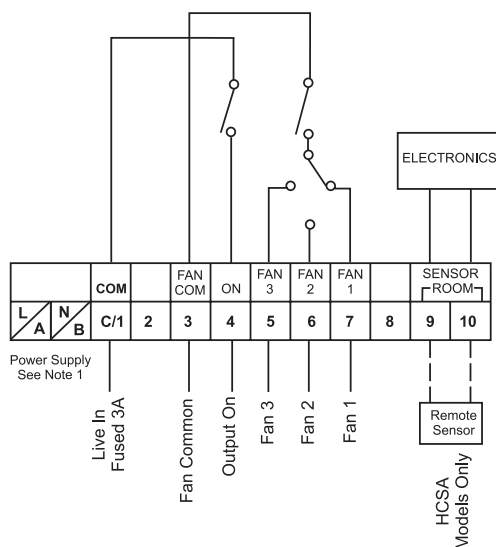 ELECTRONICS
COM
FAN COM
ON
FAN 3
FAN 2
FAN 1
SENSOR
ROOM
L/A
N/B
C/1
2
3
4
5
6
7
8
9
10
Power Supply
See Note 1
Live In
Fused 3A
Fan Common
Output On
Fan 3
Fan 2
Fan 1
Remote
Sensor
HCSA
Models Only